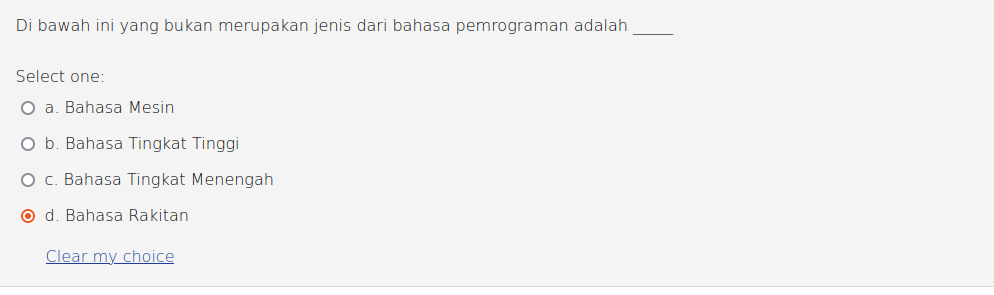 Di bawah ini yang bukan merupakan jenis dari bahasa pemrograman adalah _____
Select one:
a. Bahasa Mesin
b. Bahasa Tingkat Tinggi
c. Bahasa Tingkat Menengah
d. Bahasa Rakitan
Clear my choice